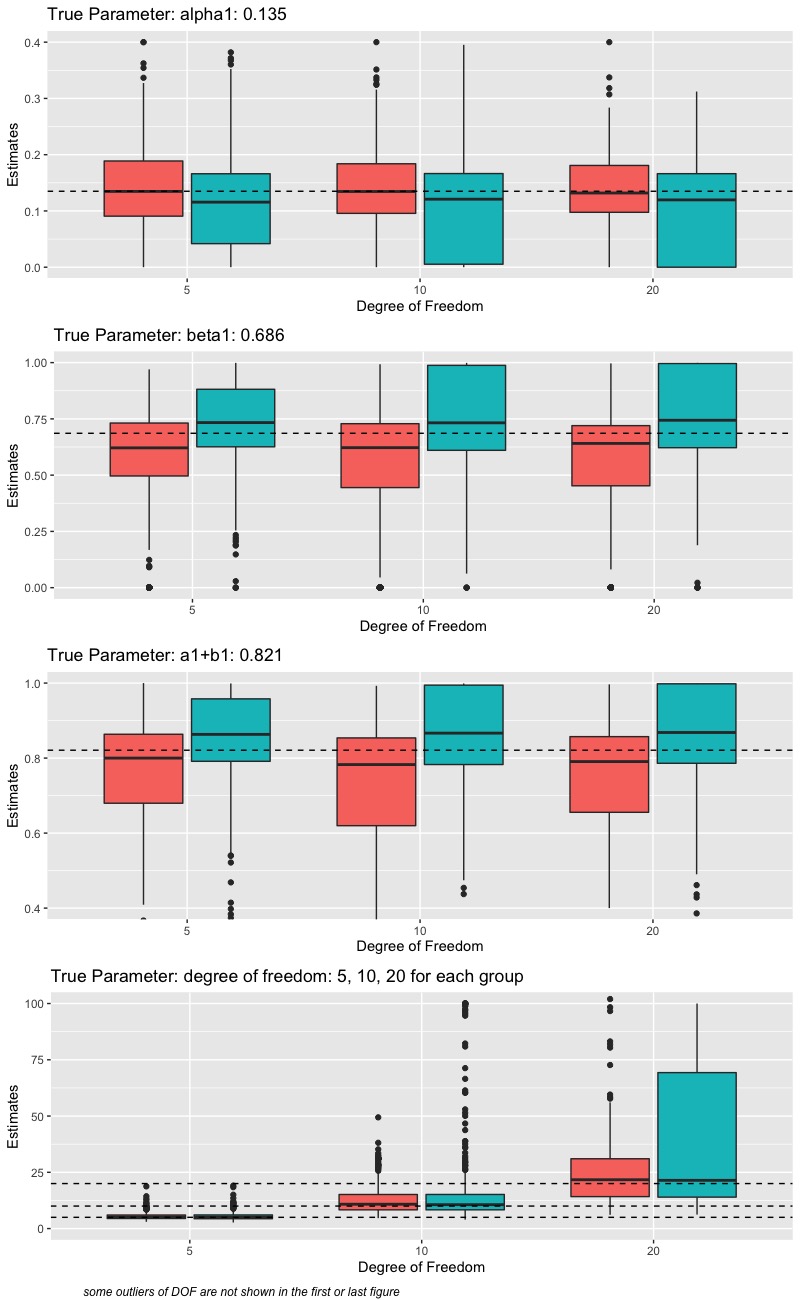 True Parameter: alpha1: 0.135
0.4
0.3
0.2
0.1
0.0
Estimates
5
10
20
Degree of Freedom
True Parameter: beta1: 0.686
1.00
0.75
0.50
0.25
0.00
Estimates
5
10
20
Degree of Freedom
True Parameter: a1+b1: 0.821
1.0
0.8
0.6
0.4
Estimates
5
10
20
Degree of Freedom
True Parameter: degree of freedom: 5, 10, 20 for each group
100
75
50
25
0
Estimates
5
10
20
Degree of Freedom
some outliers of DOF are not shown in the first or last figure